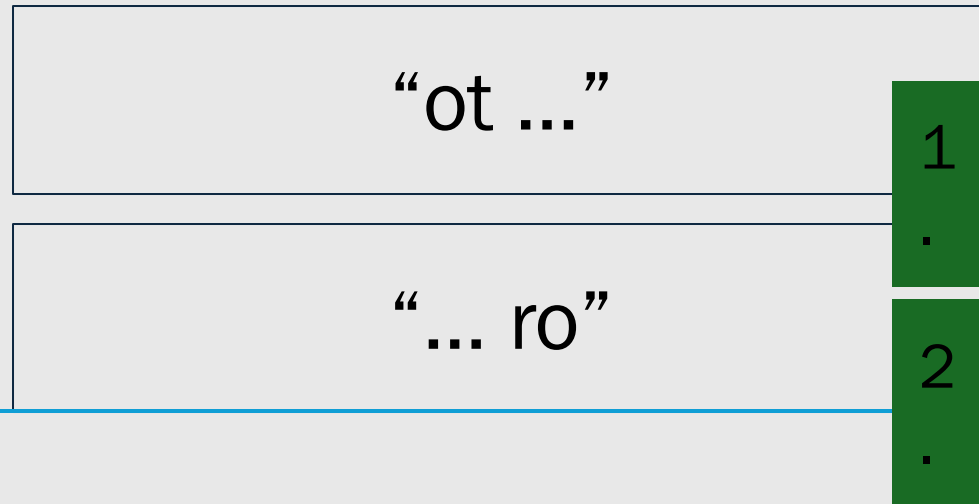 “ot ...”
1
.
“... ro”
2
.